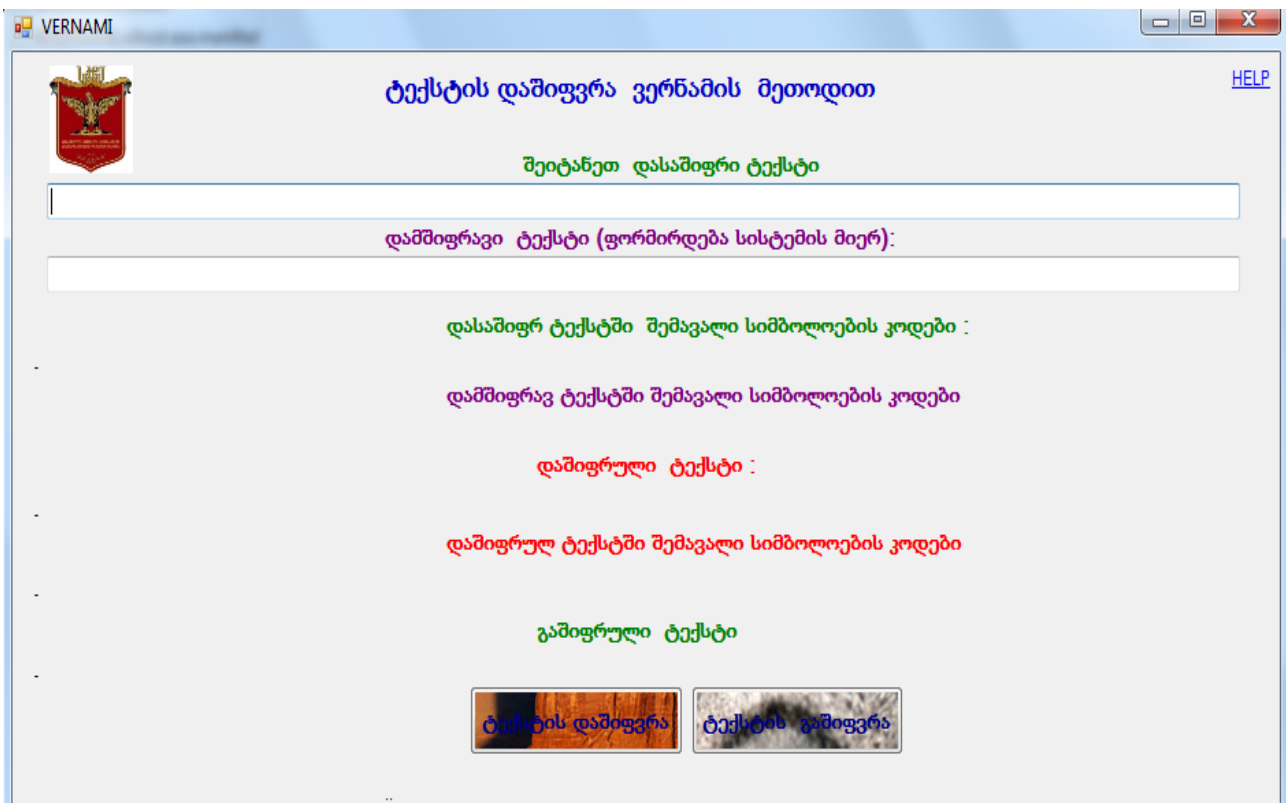 VERNAMI
ტექსტის დაშიფვრა ვერნამის მეთოდით
HELP
შეიტანეთ დასაშიფრი ტექსტი
დამშიფრავი ტექსტი (ფორმირდება სისტემის მიერ):
დასაშიფრ ტექსტში შემავალი სიმბოლოების კოდები :
-
დამშიფრავ ტექსტში შემავალი სიმბოლოების კოდები
დაშიფრული ტექსტი :
-
დაშიფრულ ტექსტში შემავალი სიმბოლოების კოდები
-
გაშიფრული ტექსტი
-
ტექსტის დაშიფვრა
ტექსტის გაშიფვრა
..